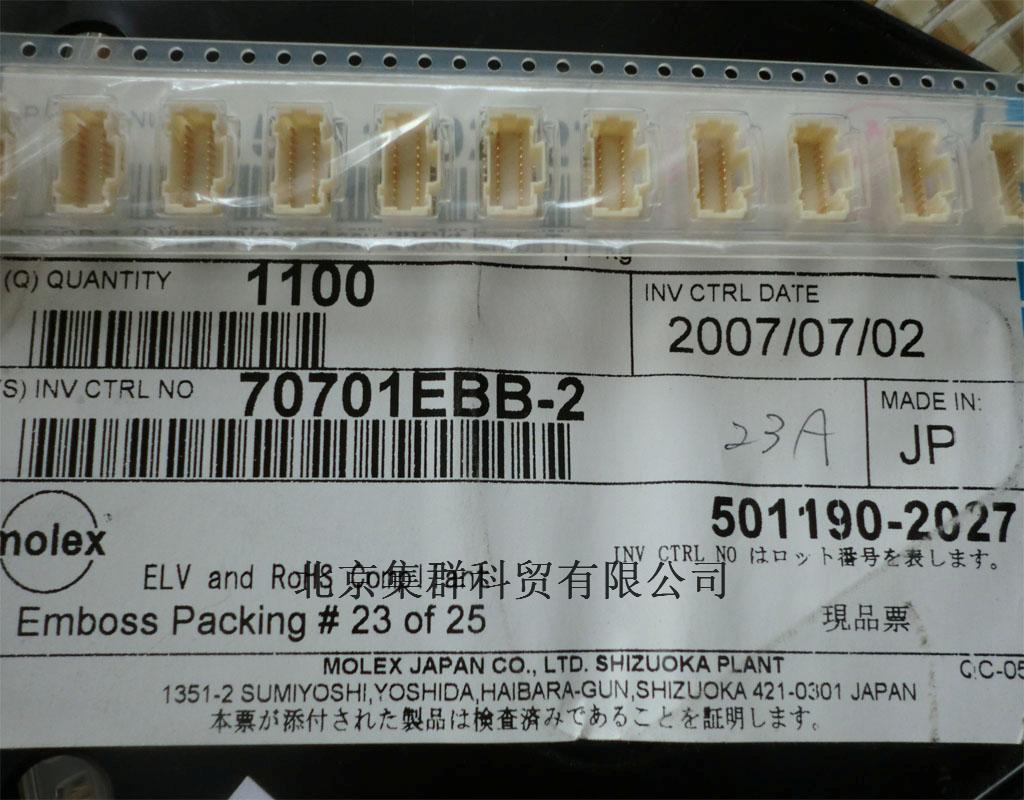 (Q) QUANTITY 1100
INV CTRL DATE
2007/07/02
(S) INV CTRL NO 70701EBB-2
23A
MADE IN:
JP
molex
501190-2027
INV CTRL NO はロット番号を表します。
ELV and RoHS Compliant
北京集群科贸有限公司
Emboss Packing # 23 of 25
現品票
MOLEX JAPAN CO., LTD. SHIZUOKA PLANT
QC-05
1351-2 SUMIYOSHI,YOSHIDA,HAIBARA-GUN,SHIZUOKA 421-0301 JAPAN
本票が添付された製品は検査済みであることを証明します。